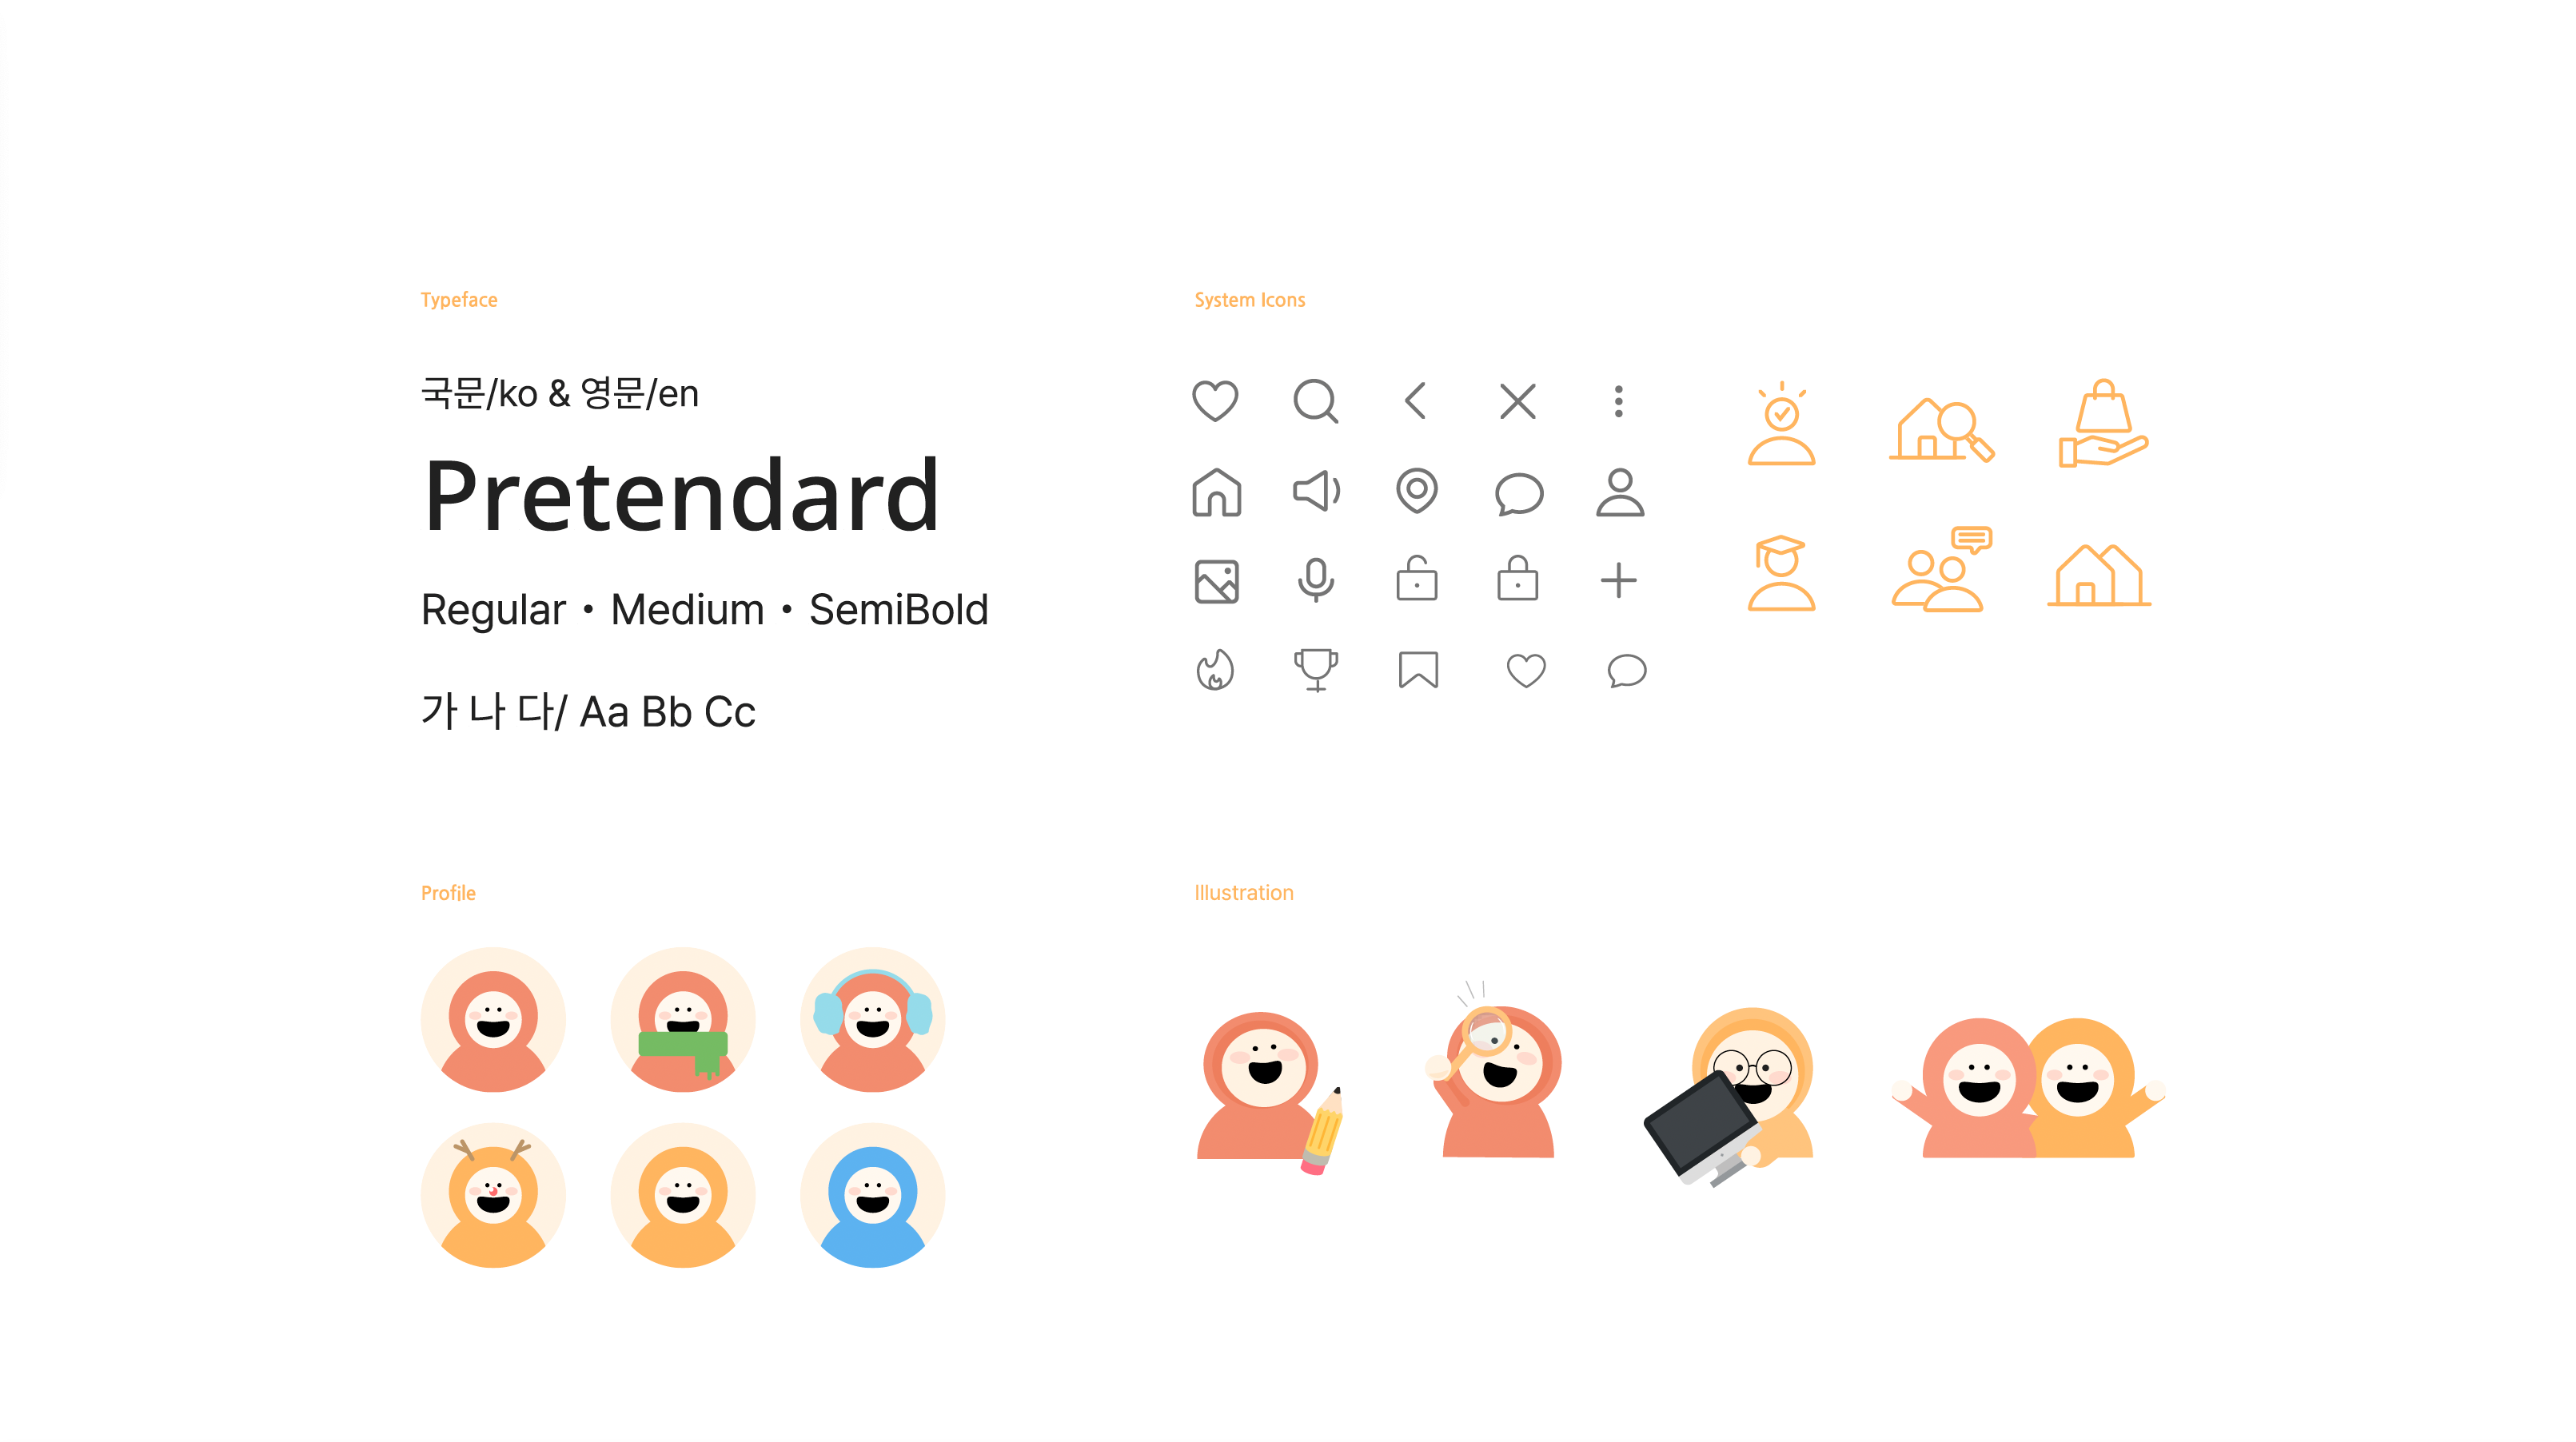 Typeface
국문/ko & 영문/en
Pretendard
Regular · Medium · SemiBold
가 나 다/ Aa Bb Cc
System Icons
Profile
Illustration